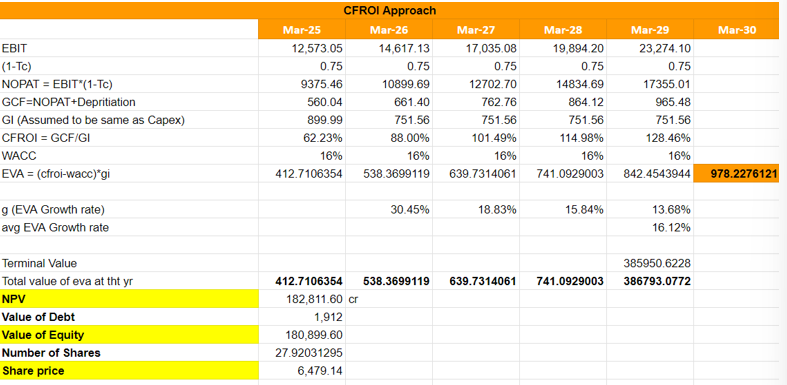 CFROI Approach
Mar-25 Mar-26 Mar-27 Mar-28 Mar-29 Mar-30
EBIT 12,573.05 14,617.13 17,035.08 19,894.20 23,274.10
(1-Tc) 0.75 0.75 0.75 0.75 0.75
NOPAT = EBIT*(1-Tc) 9375.46 10899.69 12702.70 14834.69 17355.01
GCF=NOPAT+Depritiation 560.04 661.40 762.76 864.12 965.48
GI (Assumed to be same as Capex) 899.99 751.56 751.56 751.56 751.56
CFROI = GCF/GI 62.23% 88.00% 101.49% 114.98% 128.46%
WACC 16% 16% 16% 16% 16%
EVA = (cfroi-wacc)*gi 412.7106354 538.3699119 639.7314061 741.0929003 842.4543944 978.2276121
g (EVA Growth rate) 30.45% 18.83% 15.84% 13.68%
avg EVA Growth rate 16.12%
Terminal Value 385950.6228
Total value of eva at tht yr 412.7106354 538.3699119 639.7314061 741.0929003 386793.0772
NPV 182,811.60 cr
Value of Debt 1,912
Value of Equity 180,899.60
Number of Shares 27.92031295
Share price 6,479.14